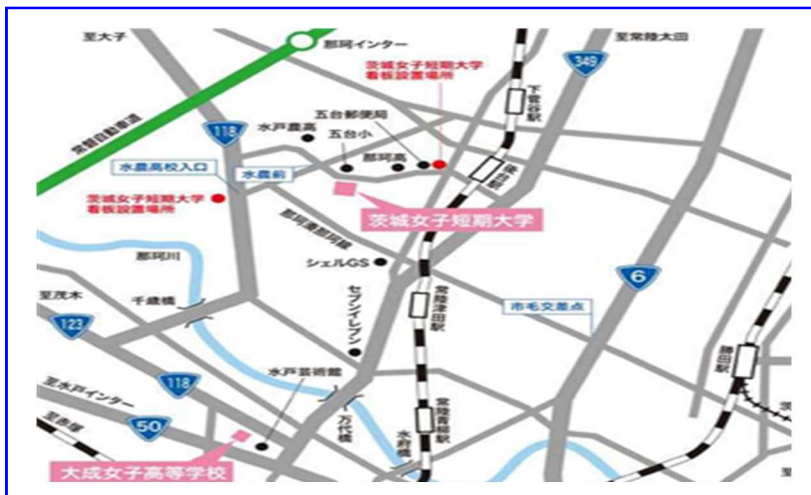 至大子
那珂インター
至常陸太田
茨城女子短期大学
看板設置場所
349
常磐自動車道
下菅谷駅
118
水戸農高
五台郵便局
五台小
那珂高
後台駅
水農高校入口
水農前
茨城女子短期大学
看板設置場所
茨城女子短期大学
那珂湊那珂線
那珂川
シェルGS
6
至茂木
千歳橋
セブンイレブン
常陸津田駅
市毛交差点
123
勝田駅
118
水戸芸術館
至水戸インター
50
至赤塚
万代橋
水府橋
常陸青柳駅
大成女子高等学校